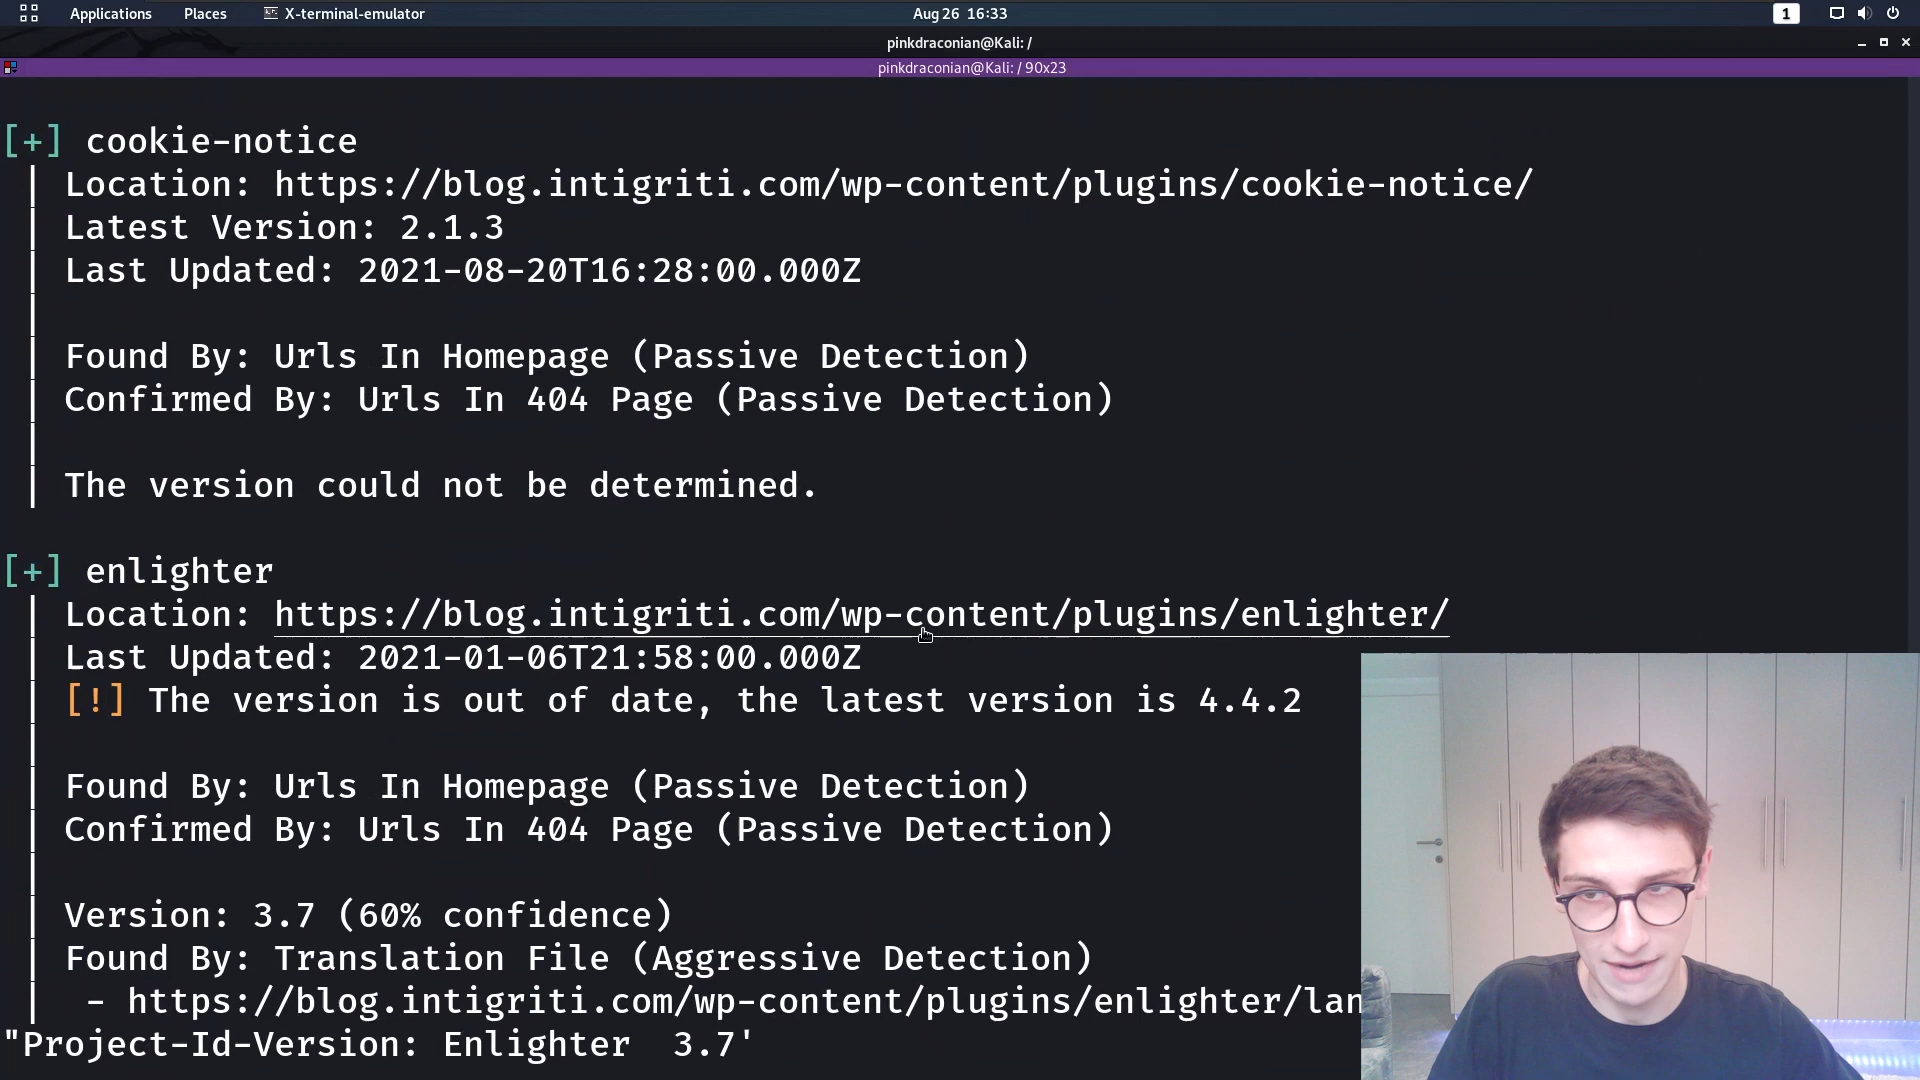 Applications Places X-terminal-emulator Aug 26 16:33 1
pinkdraconian@Kali: /
pinkdraconian@Kali: / 90x23
[+] cookie-notice
| Location: https://blog.intigriti.com/wp-content/plugins/cookie-notice/
| Latest Version: 2.1.3
| Last Updated: 2021-08-20T16:28:00.000Z
|
| Found By: Urls In Homepage (Passive Detection)
| Confirmed By: Urls In 404 Page (Passive Detection)
|
| The version could not be determined.
[+] enlighter
| Location: https://blog.intigriti.com/wp-content/plugins/enlighter/
| Last Updated: 2021-01-06T21:58:00.000Z
| [!] The version is out of date, the latest version is 4.4.2
|
| Found By: Urls In Homepage (Passive Detection)
| Confirmed By: Urls In 404 Page (Passive Detection)
|
| Version: 3.7 (60% confidence)
| Found By: Translation File (Aggressive Detection)
|  - https://blog.intigriti.com/wp-content/plugins/enlighter/lan
"Project-Id-Version: Enlighter  3.7'